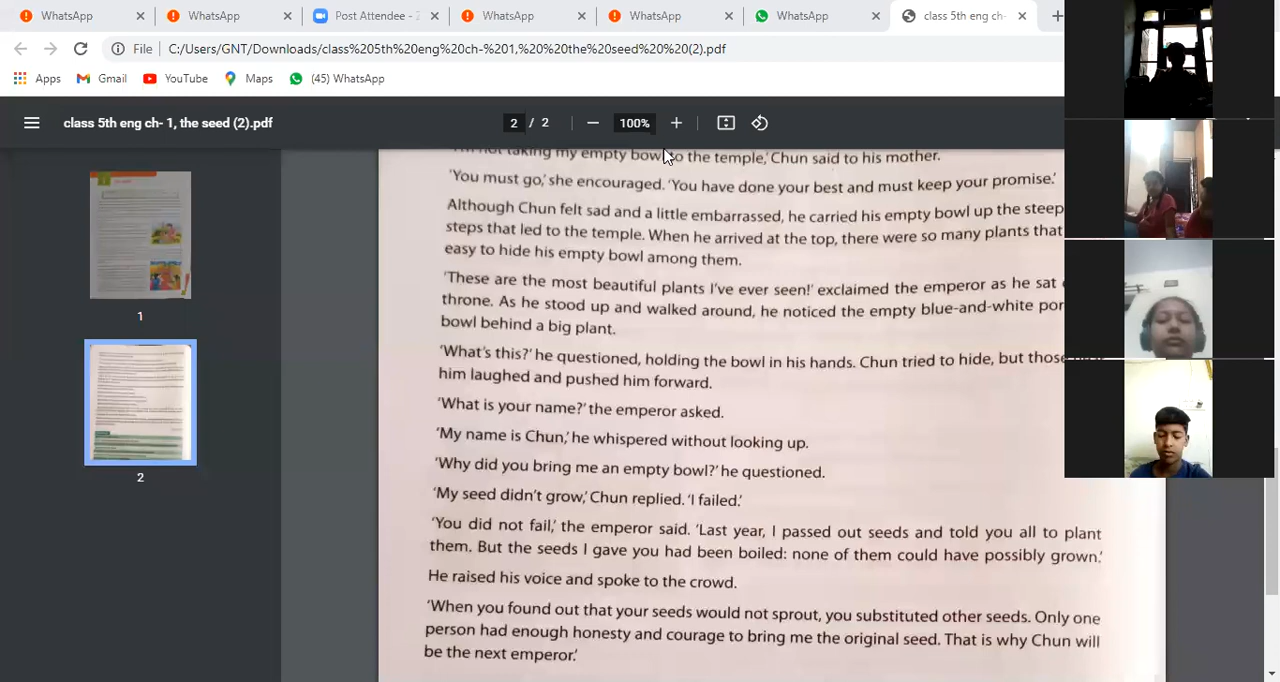 WhatsApp
WhatsApp
Post Attendee -
WhatsApp
WhatsApp
WhatsApp
class 5th eng ch-
File
C:/Users/GNT/Downloads/class%205th%20eng%20ch-%201,%20%20the%20seed%20%20(2).pdf
Apps Gmail YouTube Maps (45) WhatsApp
class 5th eng ch- 1, the seed (2).pdf
2 / 2
100%
1
2
not taking my empty bowl to the temple,' Chun said to his mother.
'You must go,' she encouraged. 'You have done your best and must keep your promise.'
Although Chun felt sad and a little embarrassed, he carried his empty bowl up the steep
steps that led to the temple. When he arrived at the top, there were so many plants that
easy to hide his empty bowl among them.
'These are the most beautiful plants I've ever seen!' exclaimed the emperor as he sat
throne. As he stood up and walked around, he noticed the empty blue-and-white por
bowl behind a big plant.
'What's this?' he questioned, holding the bowl in his hands. Chun tried to hide, but those
him laughed and pushed him forward.
'What is your name?' the emperor asked.
'My name is Chun,' he whispered without looking up.
'Why did you bring me an empty bowl?' he questioned.
'My seed didn't grow,' Chun replied. 'I failed.'
'You did not fail,' the emperor said. 'Last year, I passed out seeds and told you all to plant
them. But the seeds I gave you had been boiled: none of them could have possibly grown.'
He raised his voice and spoke to the crowd.
'When you found out that your seeds would not sprout, you substituted other seeds. Only one
person had enough honesty and courage to bring me the original seed. That is why Chun will
be the next emperor.'